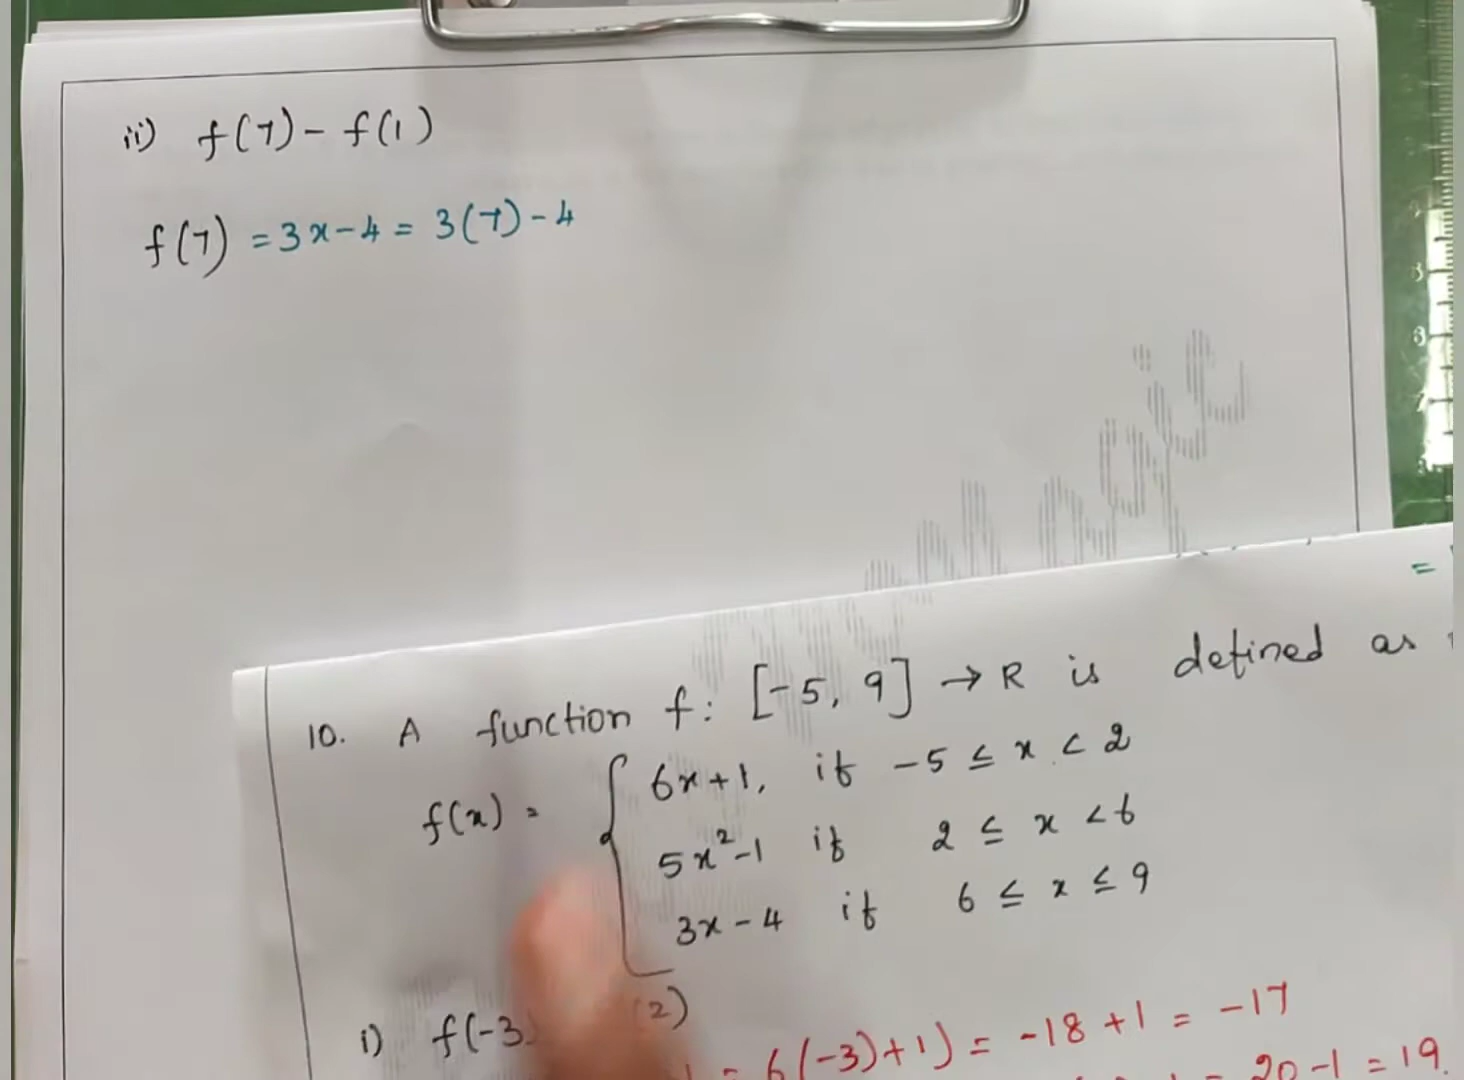 ii) f(7) - f(1)
f(7) = 3x - 4 = 3(7) - 4
=
10. A function f: [-5, 9] → R is defined as
f(x) = { 6x+1, if -5 ≤ x < 2
5x²-1 if 2 ≤ x < 6
3x - 4 if 6 ≤ x ≤ 9
i) f(-3) (2)
= 6(-3)+1) = -18 + 1 = -17
= 20 - 1 = 19.